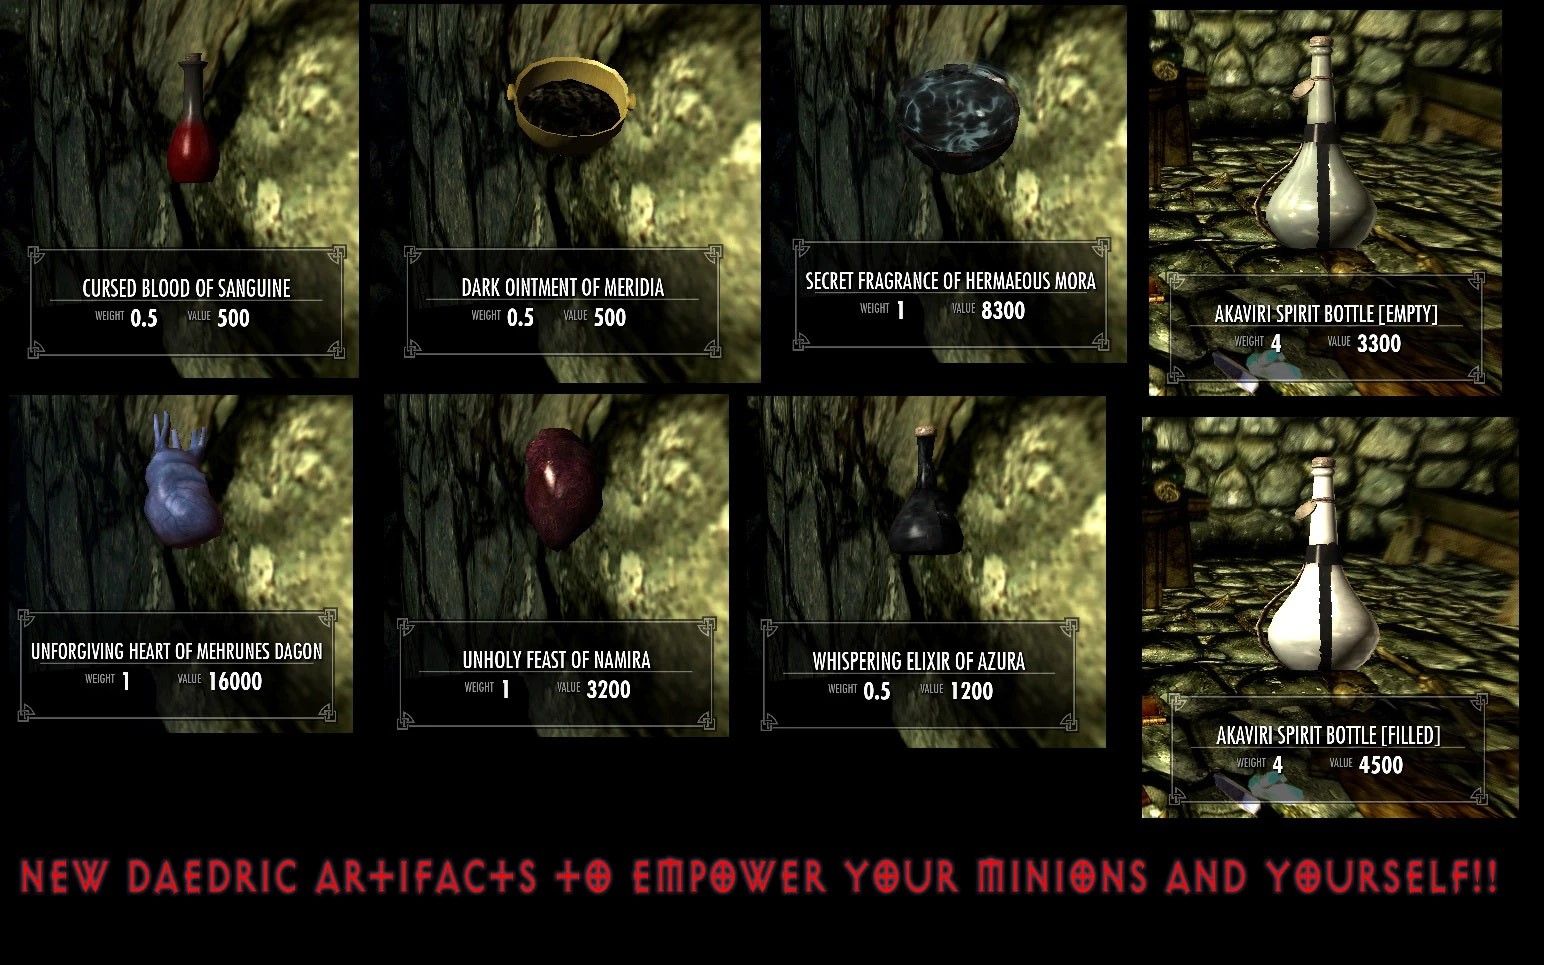 CURSED BLOOD OF SANGUINE
WEIGHT 0.5 VALUE 500
DARK OINTMENT OF MERIDIA
WEIGHT 0.5 VALUE 500
SECRET FRAGRANCE OF HERMAEOUS MORA
WEIGHT 1 VALUE 8300
AKAVIRI SPIRIT BOTTLE [EMPTY]
WEIGHT 4 VALUE 3300
UNFORGIVING HEART OF MEHRUNES DAGON
WEIGHT 1 VALUE 16000
UNHOLY FEAST OF NAMIRA
WEIGHT 1 VALUE 3200
WHISPERING ELIXIR OF AZURA
WEIGHT 0.5 VALUE 1200
AKAVIRI SPIRIT BOTTLE [FILLED]
WEIGHT 4 VALUE 4500
NEW DAEDRIC ARTIFACTS TO EMPOWER YOUR MINIONS AND YOURSELF!!